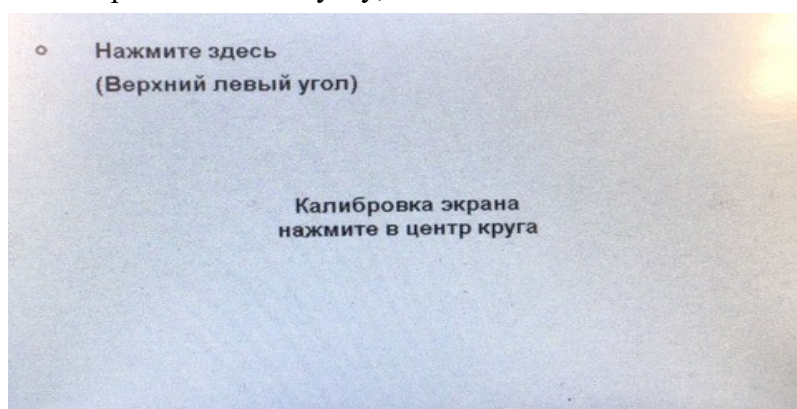 Нажмите здесь
(Верхний левый угол)
Калибровка экрана
нажмите в центр круга